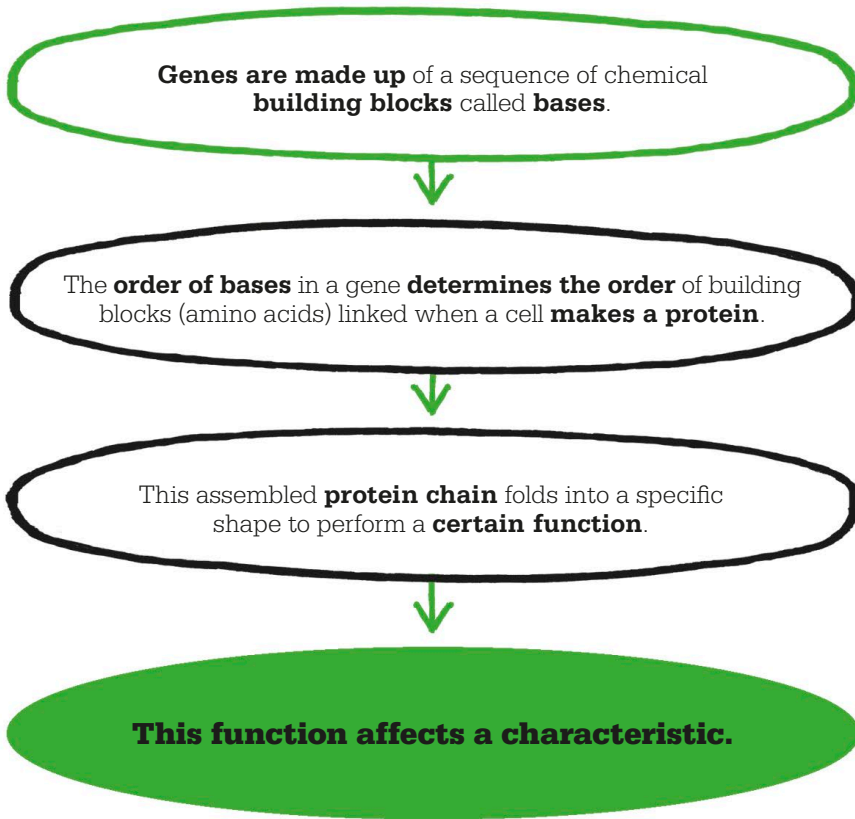 Genes are made up of a sequence of chemical
building blocks called bases.
The order of bases in a gene determines the order of building
blocks (amino acids) linked when a cell makes a protein.
This assembled protein chain folds into a specific
shape to perform a certain function.
This function affects a characteristic.